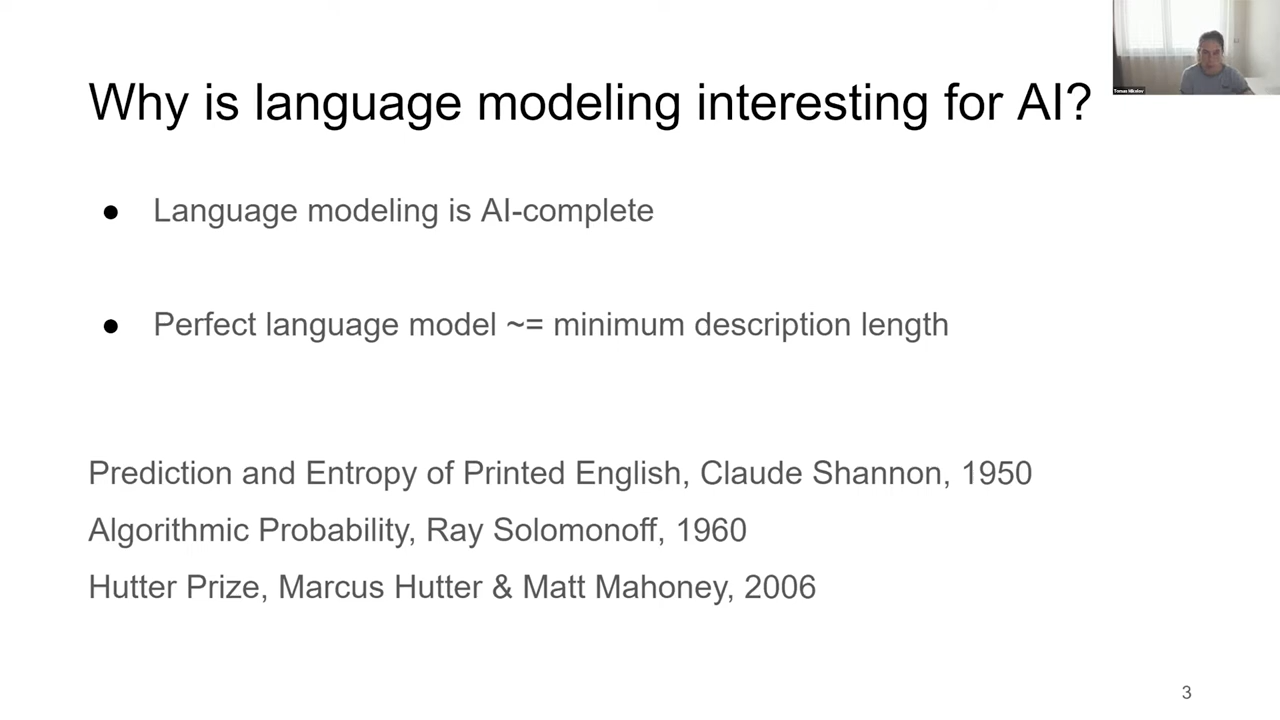 Why is language modeling interesting for AI?
Tomas Mikolov
● Language modeling is AI-complete
● Perfect language model ~= minimum description length
Prediction and Entropy of Printed English, Claude Shannon, 1950
Algorithmic Probability, Ray Solomonoff, 1960
Hutter Prize, Marcus Hutter & Matt Mahoney, 2006
3